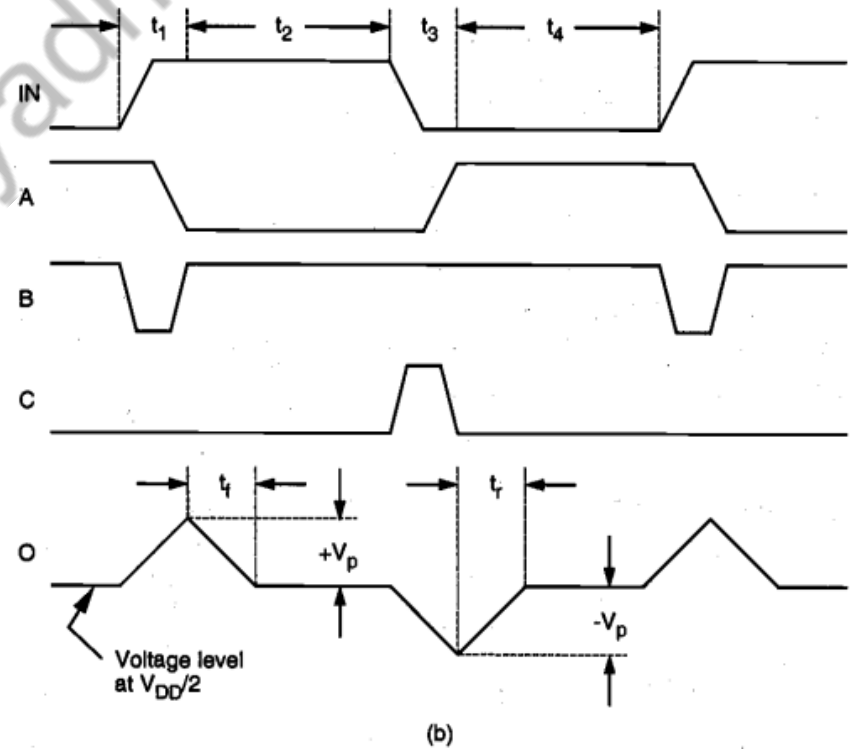 t1 t2 t3 t4
IN
A
B
C
tf tr
O
+Vp
-Vp
Voltage level
at VDD/2
(b)